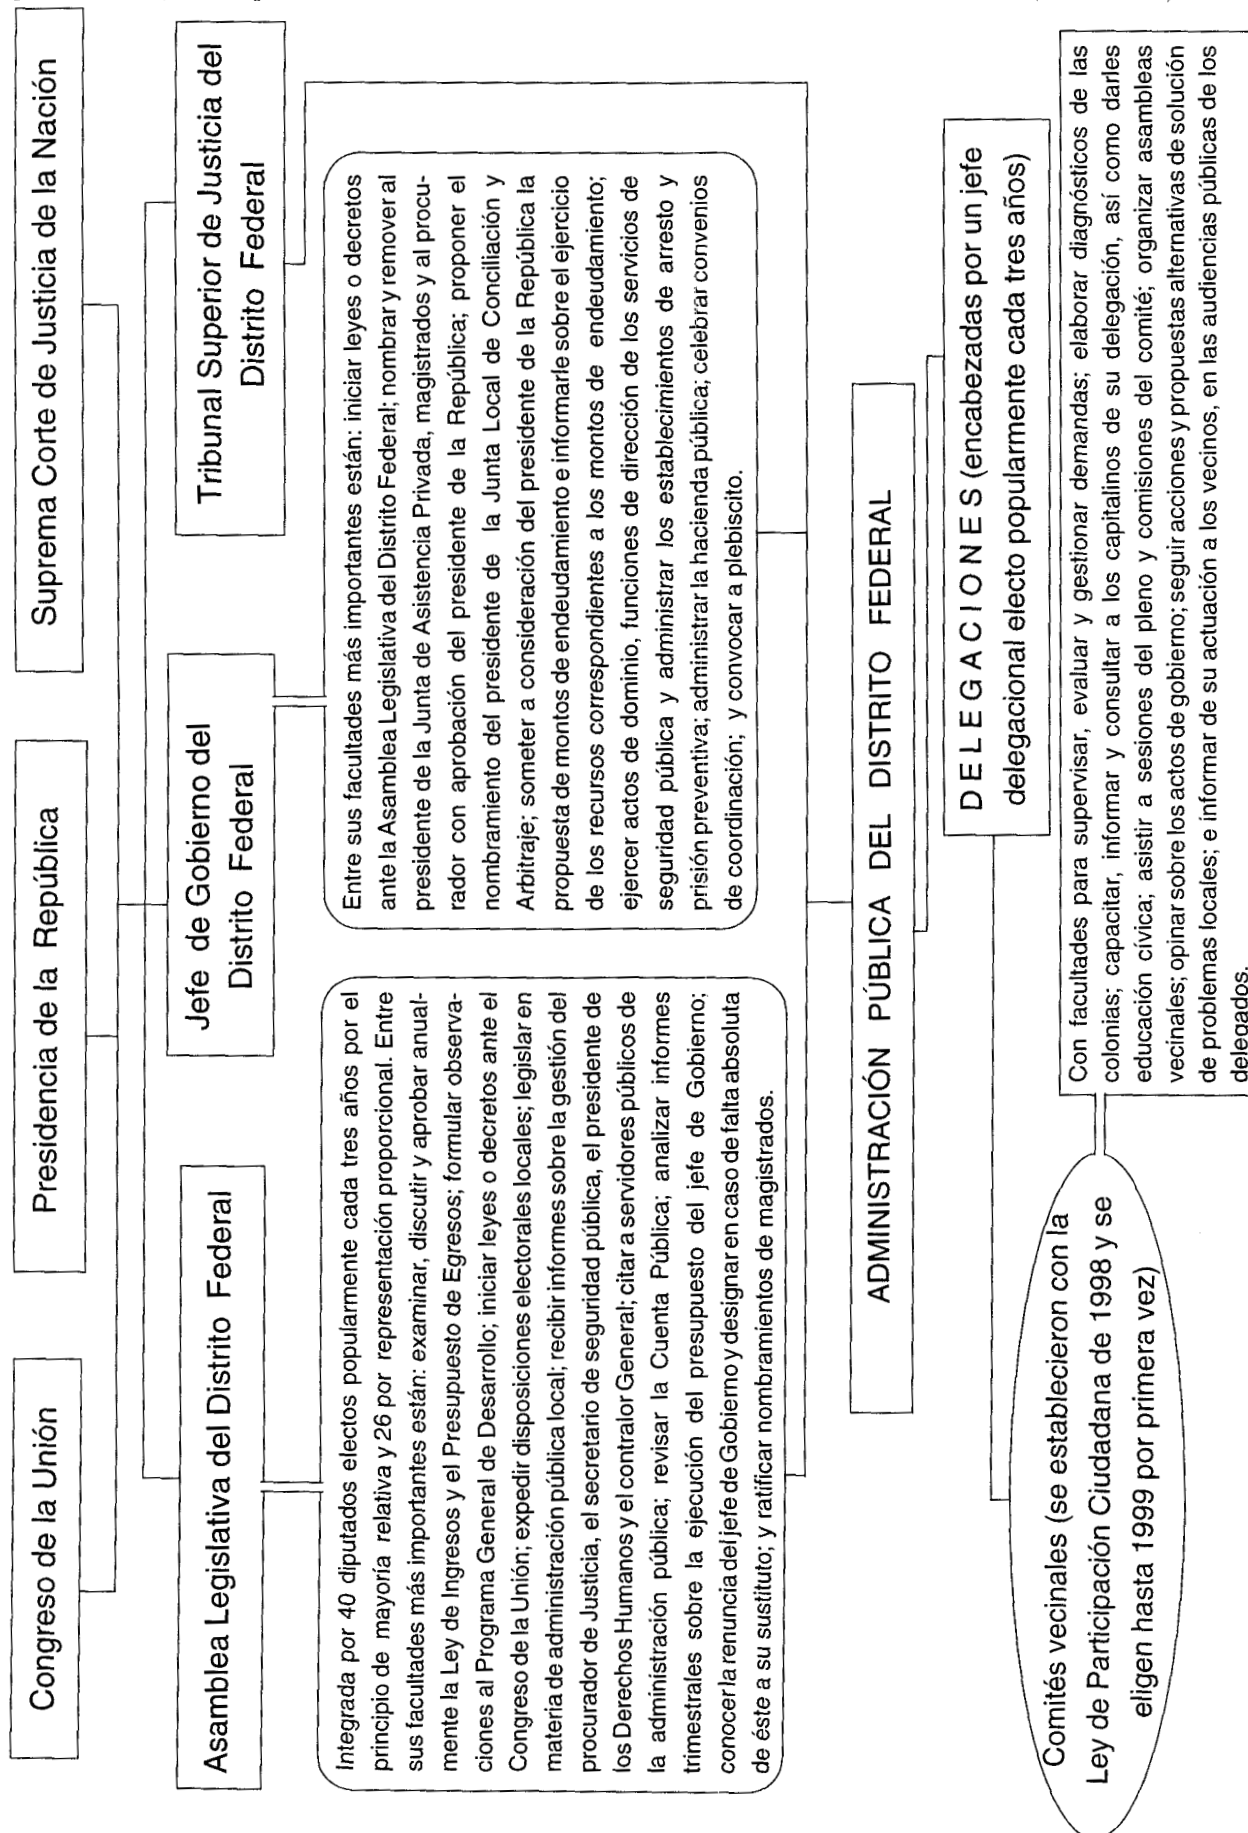 Congreso de la Unión
Presidencia de la República
Suprema Corte de Justicia de la Nación
Asamblea Legislativa del Distrito Federal
Jefe de Gobierno del
Distrito Federal
Tribunal Superior de Justicia del
Distrito Federal
Integrada por 40 diputados electos popularmente cada tres años por el
principio de mayoría relativa y 26 por representación proporcional. Entre
sus facultades más importantes están: examinar, discutir y aprobar anual-
mente la Ley de Ingresos y el Presupuesto de Egresos; formular observa-
ciones al Programa General de Desarrollo; iniciar leyes o decretos ante el
Congreso de la Unión; expedir disposiciones electorales locales; legislar en
materia de administración pública local; recibir informes sobre la gestión del
procurador de Justicia, el secretario de seguridad pública, el presidente de
los Derechos Humanos y el contralor General; citar a servidores públicos de
la administración pública; revisar la Cuenta Pública; analizar informes
trimestrales sobre la ejecución del presupuesto del jefe de Gobierno;
conocer la renuncia del jefe de Gobierno y designar en caso de falta absoluta
de éste a su sustituto; y ratificar nombramientos de magistrados.
Entre sus facultades más importantes están: iniciar leyes o decretos
ante la Asamblea Legislativa del Distrito Federal; nombrar y remover al
presidente de la Junta de Asistencia Privada, magistrados y al procu-
rador con aprobación del presidente de la República; proponer el
nombramiento del presidente de la Junta Local de Conciliación y
Arbitraje; someter a consideración del presidente de la República la
propuesta de montos de endeudamiento e informarle sobre el ejercicio
de los recursos correspondientes a los montos de endeudamiento;
ejercer actos de dominio, funciones de dirección de los servicios de
seguridad pública y administrar los establecimientos de arresto y
prisión preventiva; administrar la hacienda pública; celebrar convenios
de coordinación; y convocar a plebiscito.
ADMINISTRACIÓN PÚBLICA DEL DISTRITO FEDERAL
DELEGACIONES (encabezadas por un jefe
delegacional electo popularmente cada tres años)
Comités vecinales (se establecieron con la
Ley de Participación Ciudadana de 1998 y se
eligen hasta 1999 por primera vez)
Con facultades para supervisar, evaluar y gestionar demandas; elaborar diagnósticos de las
colonias; capacitar, informar y consultar a los capitalinos de su delegación, así como darles
educación cívica; asistir a sesiones del pleno y comisiones del comité; organizar asambleas
vecinales; opinar sobre los actos de gobierno; seguir acciones y propuestas alternativas de solución
de problemas locales; e informar de su actuación a los vecinos, en las audiencias públicas de los
delegados.